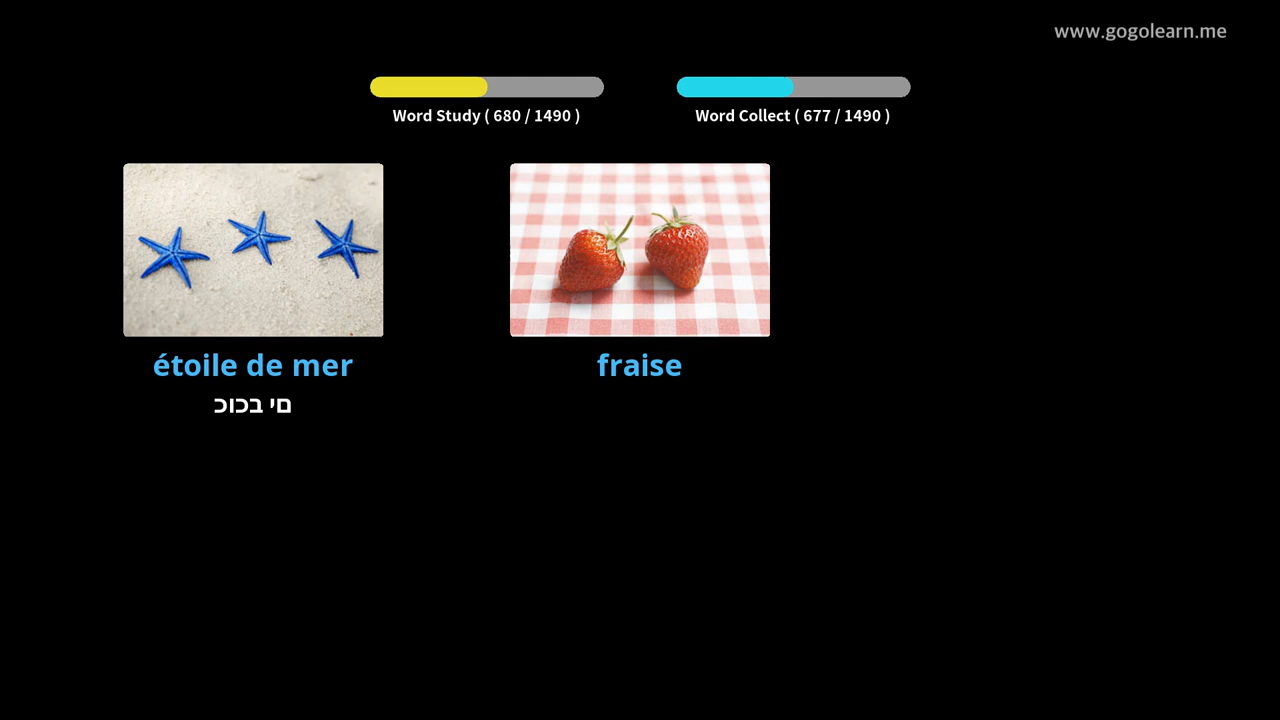 www.gogolearn.me
Word Study ( 680 / 1490 )
Word Collect ( 677 / 1490 )
étoile de mer
fraise
כוכב ים